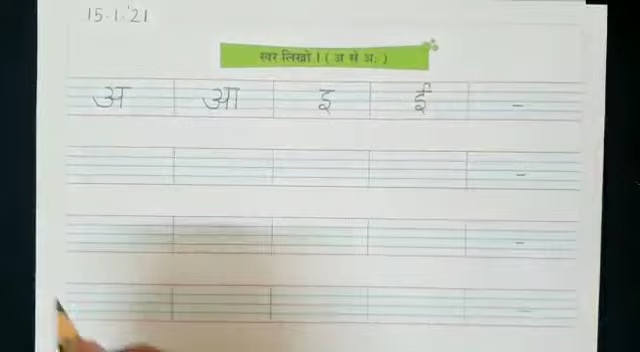 15.1.'21
स्वर लिखो । ( अ से अः )
अ आ इ ई -
-
-
-